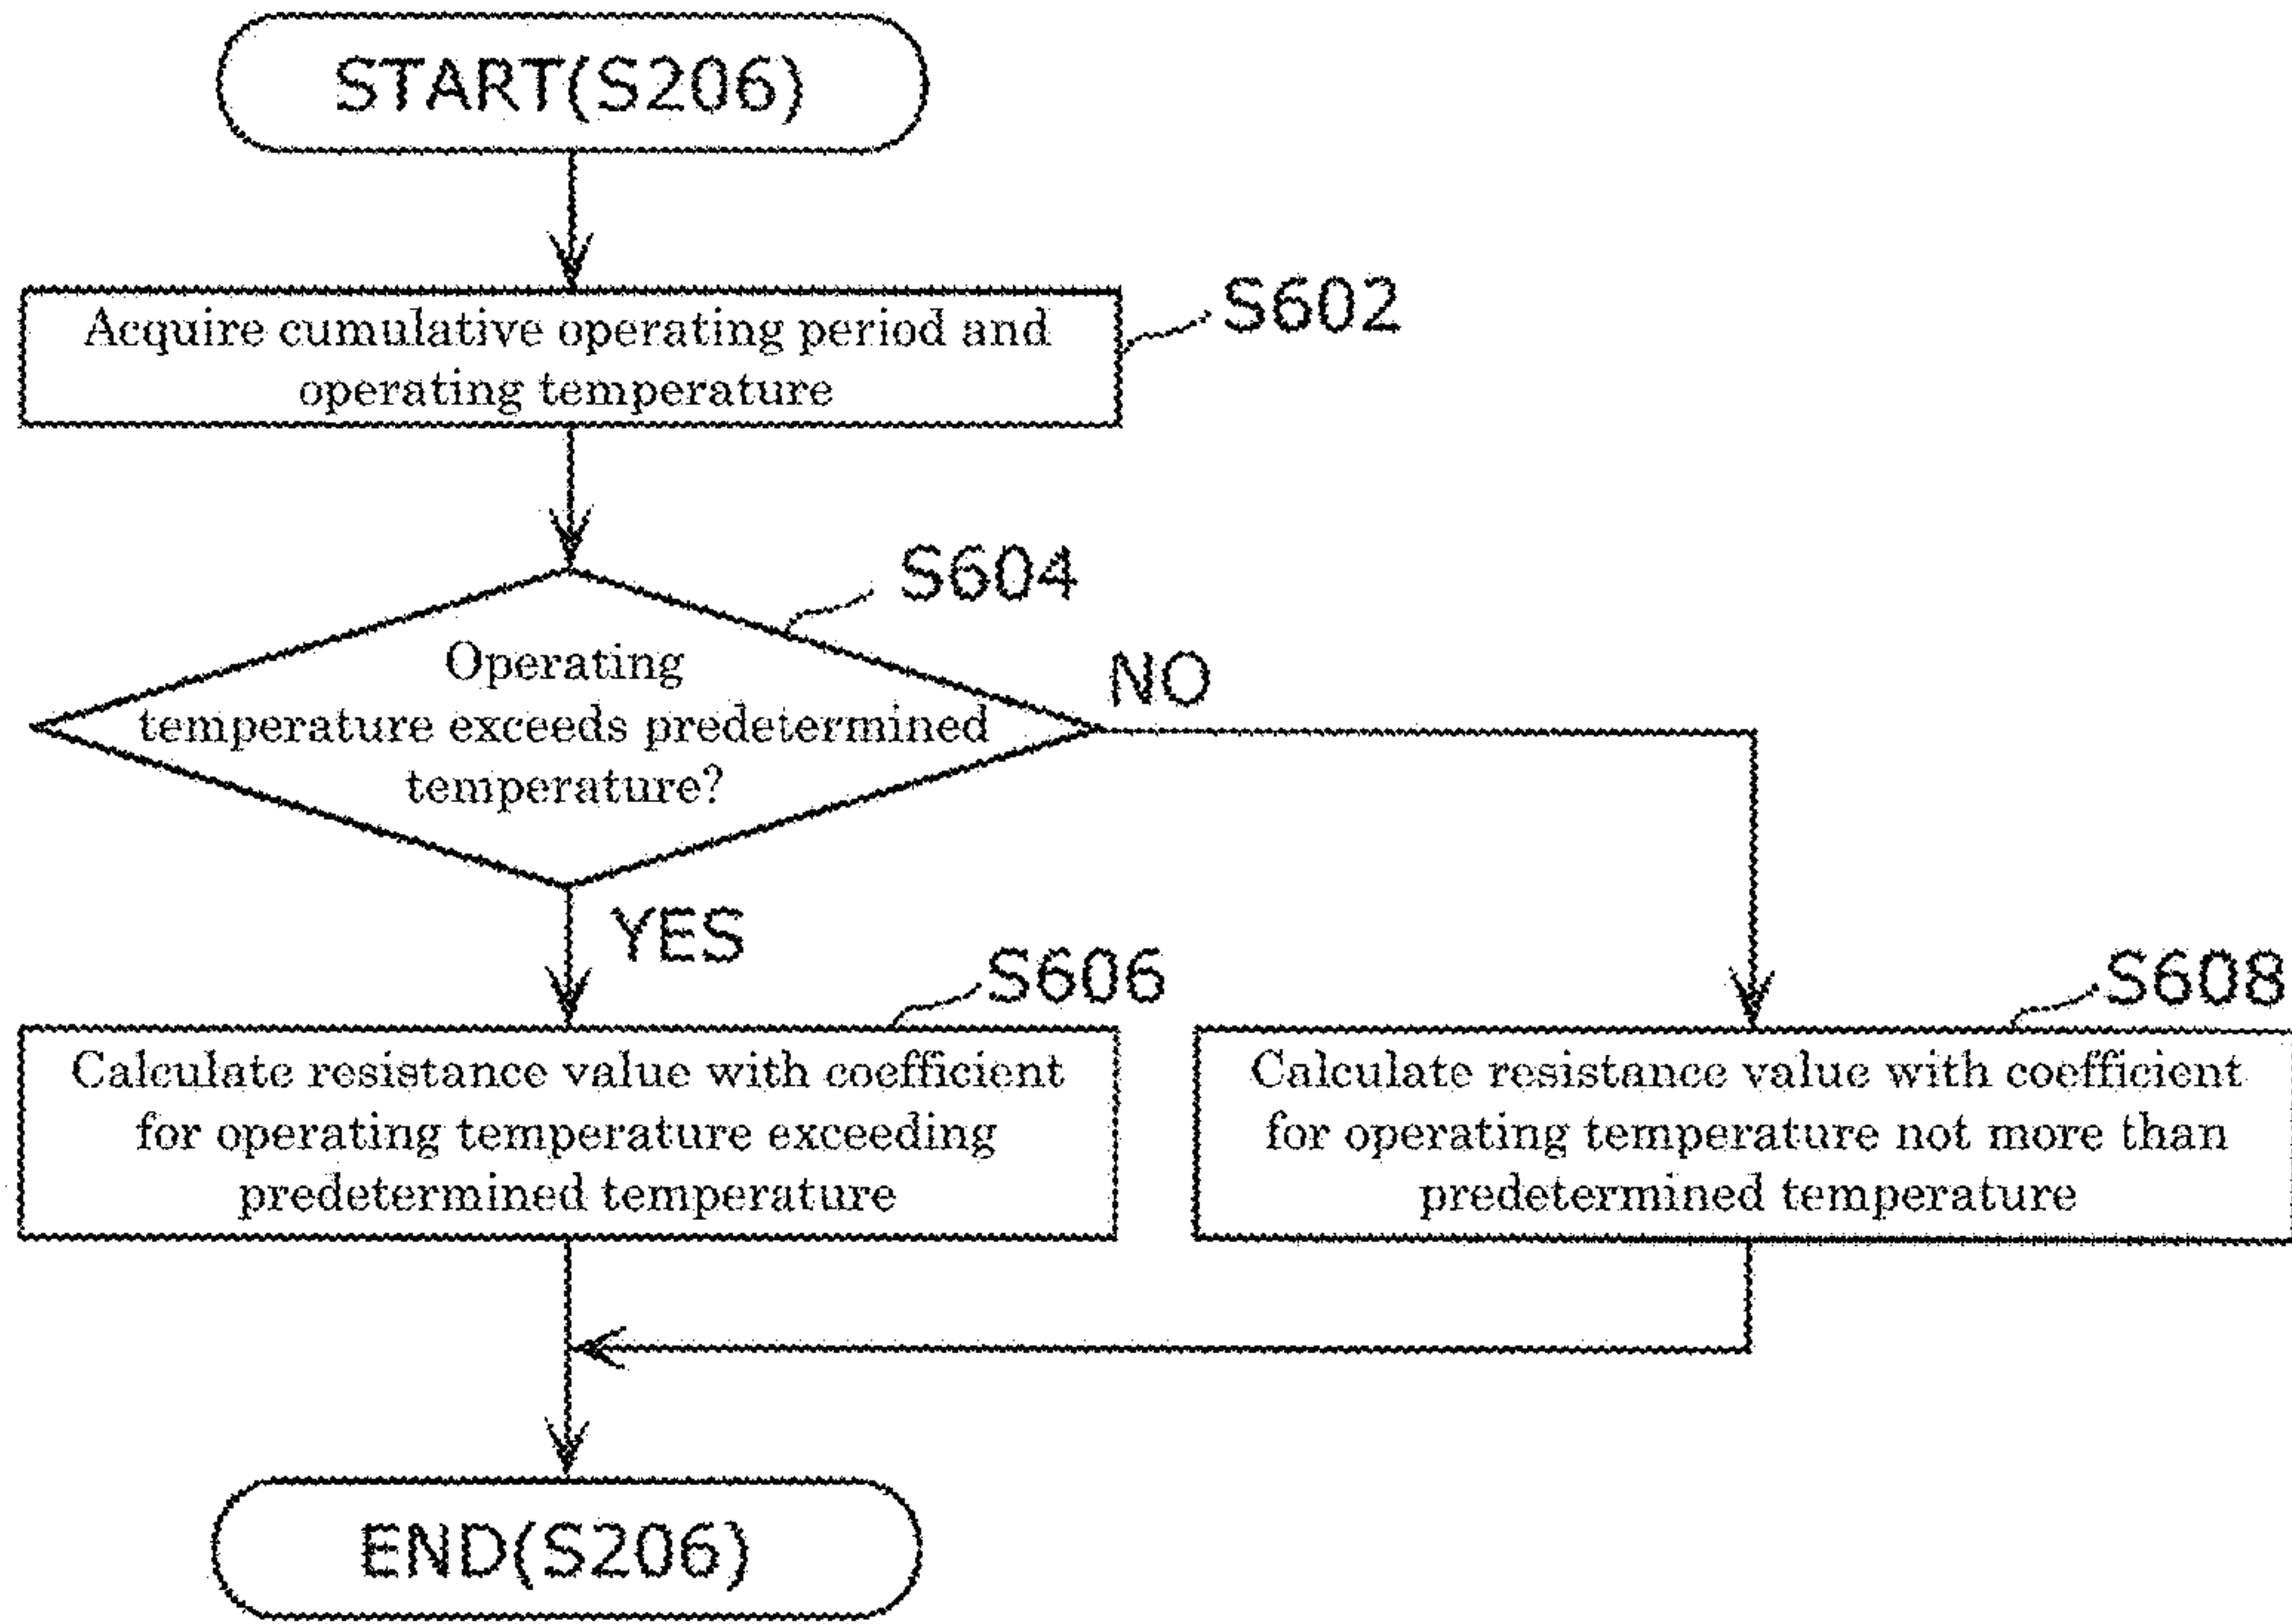 START(S206)
Acquire cumulative operating period and
operating temperature
S602
S604
Operating
temperature exceeds predetermined
temperature?
NO
YES
S606
Calculate resistance value with coefficient
for operating temperature exceeding
predetermined temperature
S608
Calculate resistance value with coefficient
for operating temperature not more than
predetermined temperature
END(S206)